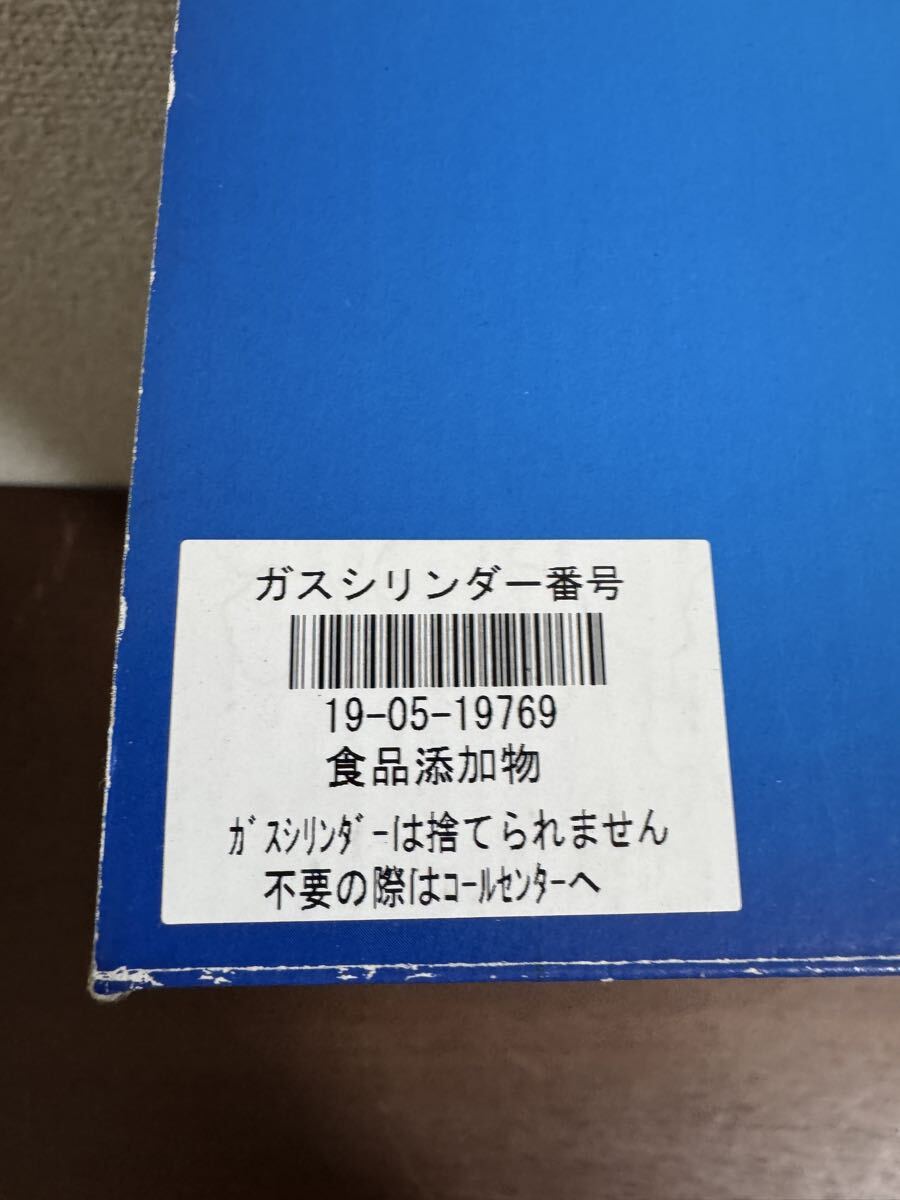 ガスシリンダー番号
19-05-19769
食品添加物
ｶﾞｽｼﾘﾝﾀﾞｰは捨てられません
不要の際はｺｰﾙｾﾝﾀｰへ